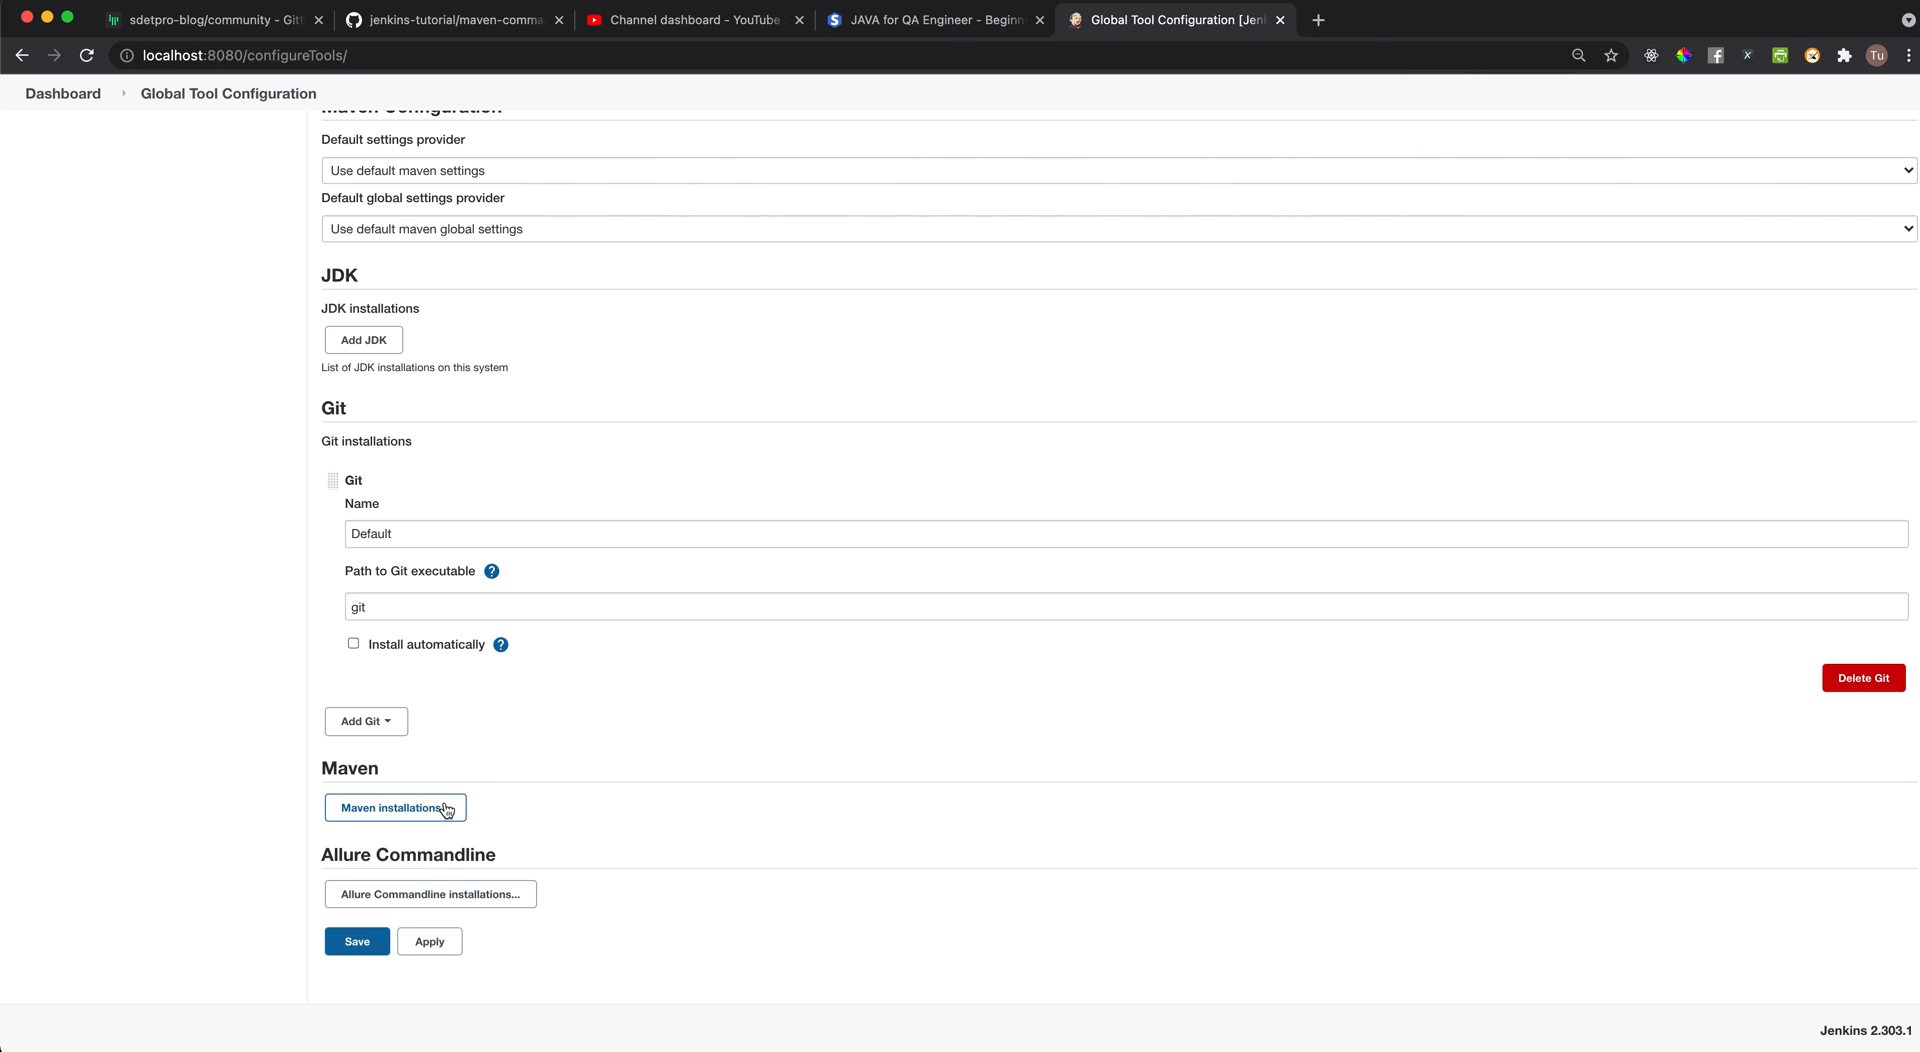 sdetpro-blog/community - Gitt
jenkins-tutorial/maven-comma
Channel dashboard - YouTube
JAVA for QA Engineer - Beginn
Global Tool Configuration [Jen
localhost:8080/configureTools/
Tu
Dashboard
Global Tool Configuration
Maven Configuration
Default settings provider
Use default maven settings
Default global settings provider
Use default maven global settings
JDK
JDK installations
Add JDK
List of JDK installations on this system
Git
Git installations
Git
Name
Default
Path to Git executable ?
git
Install automatically ?
Delete Git
Add Git
Maven
Maven installations
Allure Commandline
Allure Commandline installations...
Save
Apply
Jenkins 2.303.1